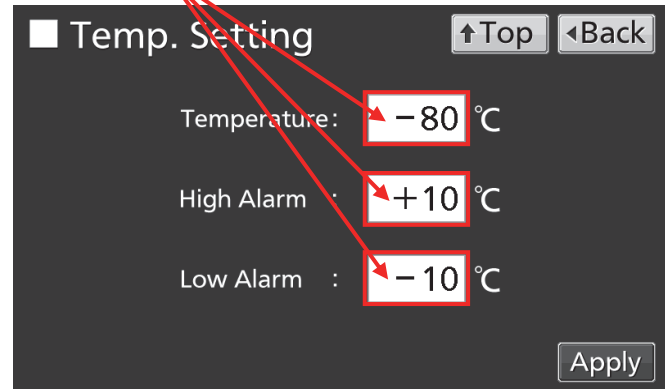 Temp. Setting ↑Top ◂Back
Temperature: −80 ℃
High Alarm : +10 ℃
Low Alarm : −10 ℃
Apply